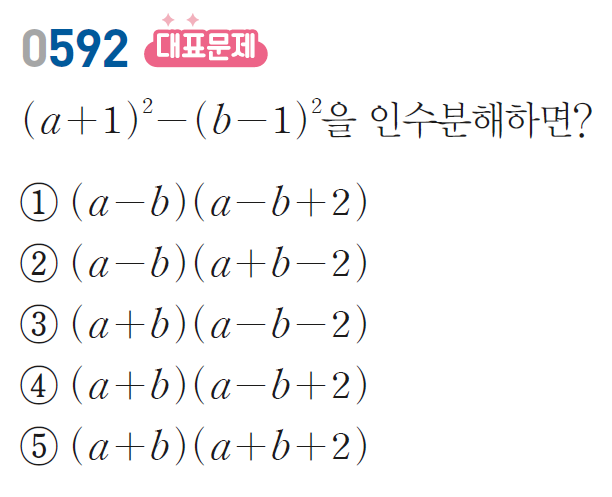 0592 대표문제
(a+1)²-(b-1)²을 인수분해하면?
① (a-b)(a-b+2)
② (a-b)(a+b-2)
③ (a+b)(a-b-2)
④ (a+b)(a-b+2)
⑤ (a+b)(a+b+2)